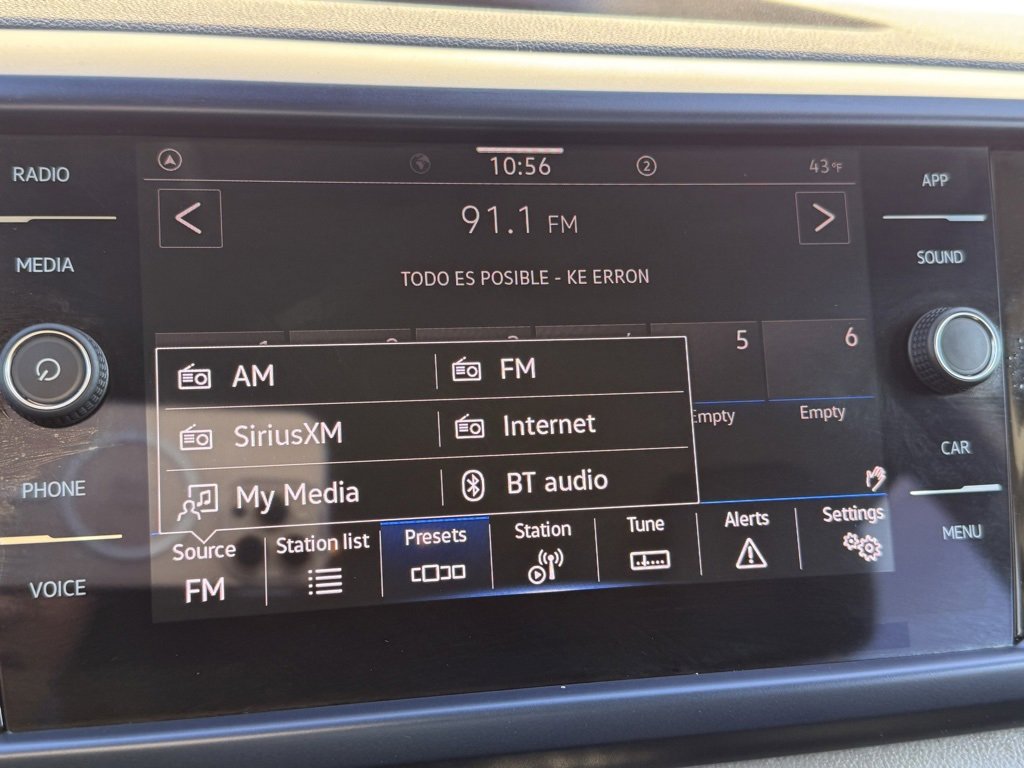 RADIO
MEDIA
PHONE
VOICE
10:56
2
43°F
91.1 FM
TODO ES POSIBLE - KE ERRON
5
6
Empty
Empty
AM
FM
SiriusXM
Internet
My Media
BT audio
Source
FM
Station list
Presets
Station
Tune
Alerts
Settings
APP
SOUND
CAR
MENU